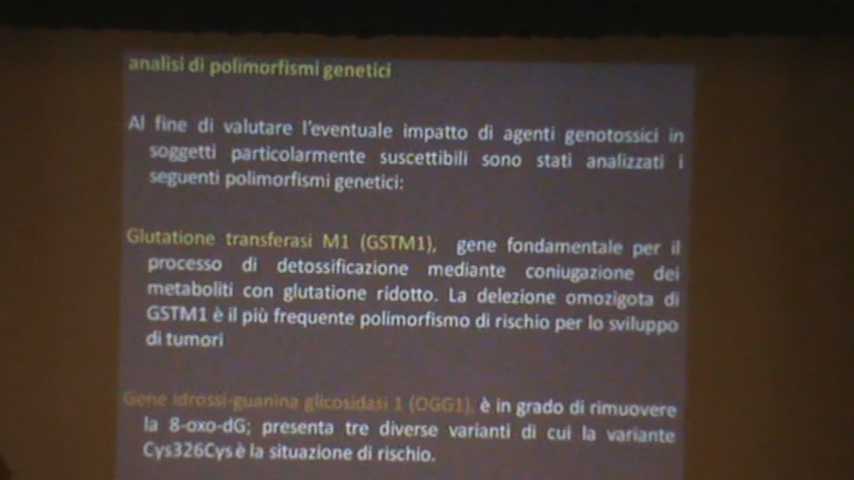 analisi di polimorfismi genetici
Al fine di valutare l'eventuale impatto di agenti genotossici in
soggetti particolarmente suscettibili sono stati analizzati i
seguenti polimorfismi genetici:
Glutatione transferasi M1 (GSTM1), gene fondamentale per il
processo di detossificazione mediante coniugazione dei
metaboliti con glutatione ridotto. La delezione omozigota di
GSTM1 è il più frequente polimorfismo di rischio per lo sviluppo
di tumori
Gene idrossi-guanina glicosidasi 1 (OGG1), è in grado di rimuovere
la 8-oxo-dG; presenta tre diverse varianti di cui la variante
Cys326Cys è la situazione di rischio.